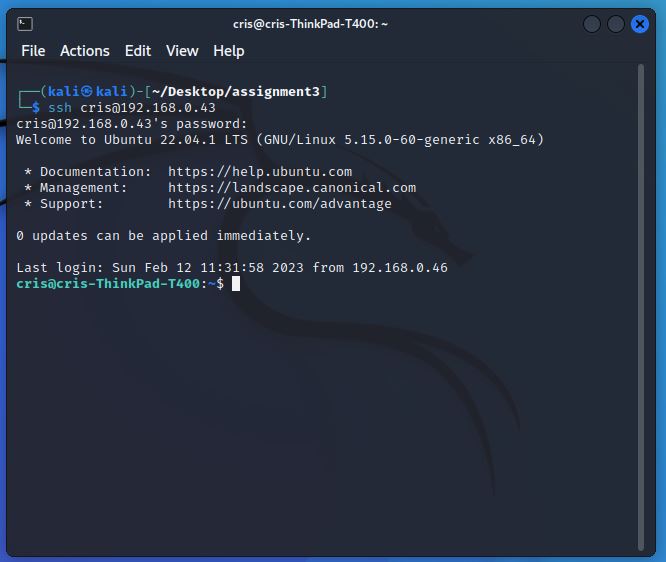 cris@cris-ThinkPad-T400: ~
File Actions Edit View Help
┌──(kali㉿kali)-[~/Desktop/assignment3]
└─$ ssh cris@192.168.0.43
cris@192.168.0.43's password:
Welcome to Ubuntu 22.04.1 LTS (GNU/Linux 5.15.0-60-generic x86_64)
* Documentation: https://help.ubuntu.com
* Management: https://landscape.canonical.com
* Support: https://ubuntu.com/advantage
0 updates can be applied immediately.
Last login: Sun Feb 12 11:31:58 2023 from 192.168.0.46
cris@cris-ThinkPad-T400:~$